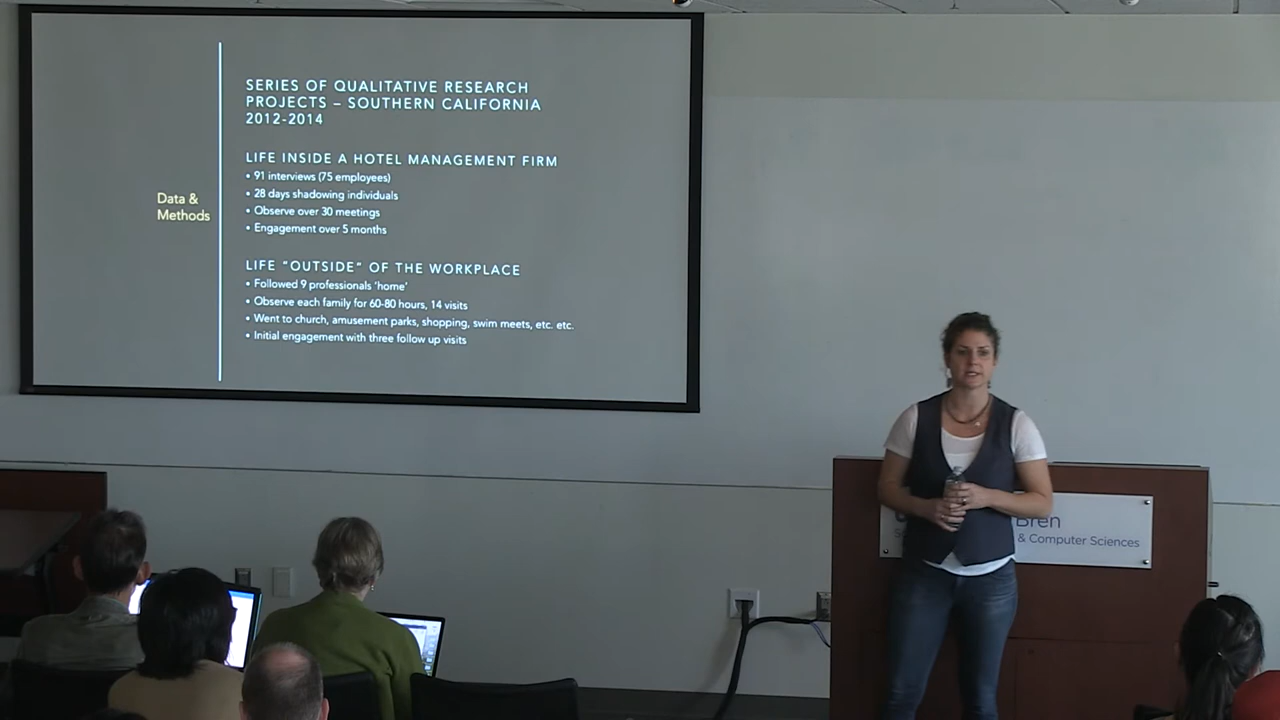 SERIES OF QUALITATIVE RESEARCH
PROJECTS – SOUTHERN CALIFORNIA
2012-2014
LIFE INSIDE A HOTEL MANAGEMENT FIRM
• 91 interviews (75 employees)
• 28 days shadowing individuals
• Observe over 30 meetings
• Engagement over 5 months
Data &
Methods
LIFE "OUTSIDE" OF THE WORKPLACE
• Followed 9 professionals 'home'
• Observe each family for 60-80 hours, 14 visits
• Went to church, amusement parks, shopping, swim meets, etc. etc.
• Initial engagement with three follow up visits
Bren
& Computer Sciences